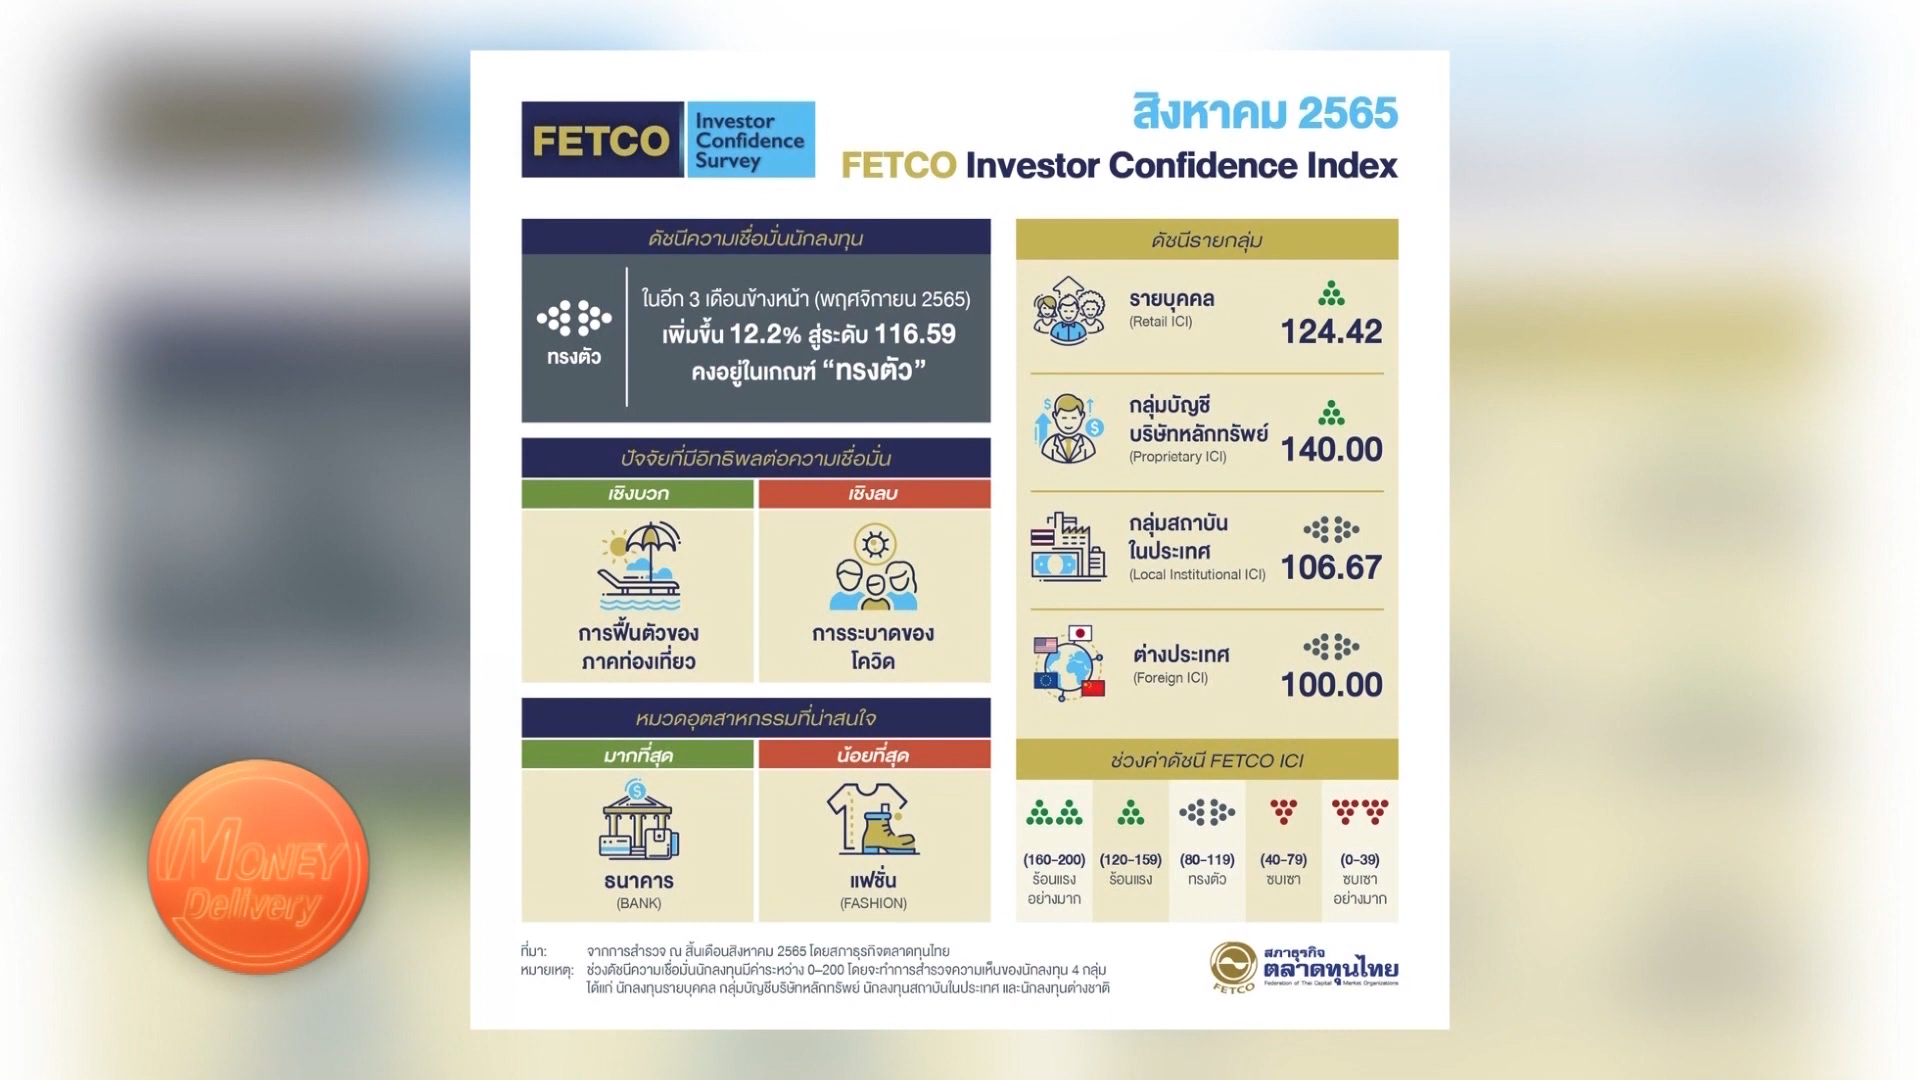 FETCO
Investor
Confidence
Survey
สิงหาคม 2565
FETCO Investor Confidence Index
ดัชนีความเชื่อมั่นนักลงทุน
ทรงตัว
ในอีก 3 เดือนข้างหน้า (พฤศจิกายน 2565)
เพิ่มขึ้น 12.2% สู่ระดับ 116.59
คงอยู่ในเกณฑ์ “ทรงตัว”
ปัจจัยที่มีอิทธิพลต่อความเชื่อมั่น
เชิงบวก
เชิงลบ
การฟื้นตัวของ
ภาคท่องเที่ยว
การระบาดของ
โควิด
หมวดอุตสาหกรรมที่น่าสนใจ
มากที่สุด
น้อยที่สุด
ธนาคาร
(BANK)
แฟชั่น
(FASHION)
ดัชนีรายกลุ่ม
รายบุคคล
(Retail ICI)
124.42
กลุ่มบัญชี
บริษัทหลักทรัพย์
(Proprietary ICI)
140.00
กลุ่มสถาบัน
ในประเทศ
(Local Institutional ICI)
106.67
ต่างประเทศ
(Foreign ICI)
100.00
ช่วงค่าดัชนี FETCO ICI
(160-200)
ร้อนแรง
อย่างมาก
(120-159)
ร้อนแรง
(80-119)
ทรงตัว
(40-79)
ซบเซา
(0-39)
ซบเซา
อย่างมาก
ที่มา: จากการสำรวจ ณ สิ้นเดือนสิงหาคม 2565 โดยสภาธุรกิจตลาดทุนไทย
หมายเหตุ: ช่วงดัชนีความเชื่อมั่นนักลงทุนมีค่าระหว่าง 0-200 โดยจะทำการสำรวจความเห็นของนักลงทุน 4 กลุ่ม
ได้แก่ นักลงทุนรายบุคคล กลุ่มบัญชีบริษัทหลักทรัพย์ นักลงทุนสถาบันในประเทศ และนักลงทุนต่างชาติ
FETCO
สภาธุรกิจ
ตลาดทุนไทย
Federation of Thai Capital Market Organizations
MONEY
Delivery